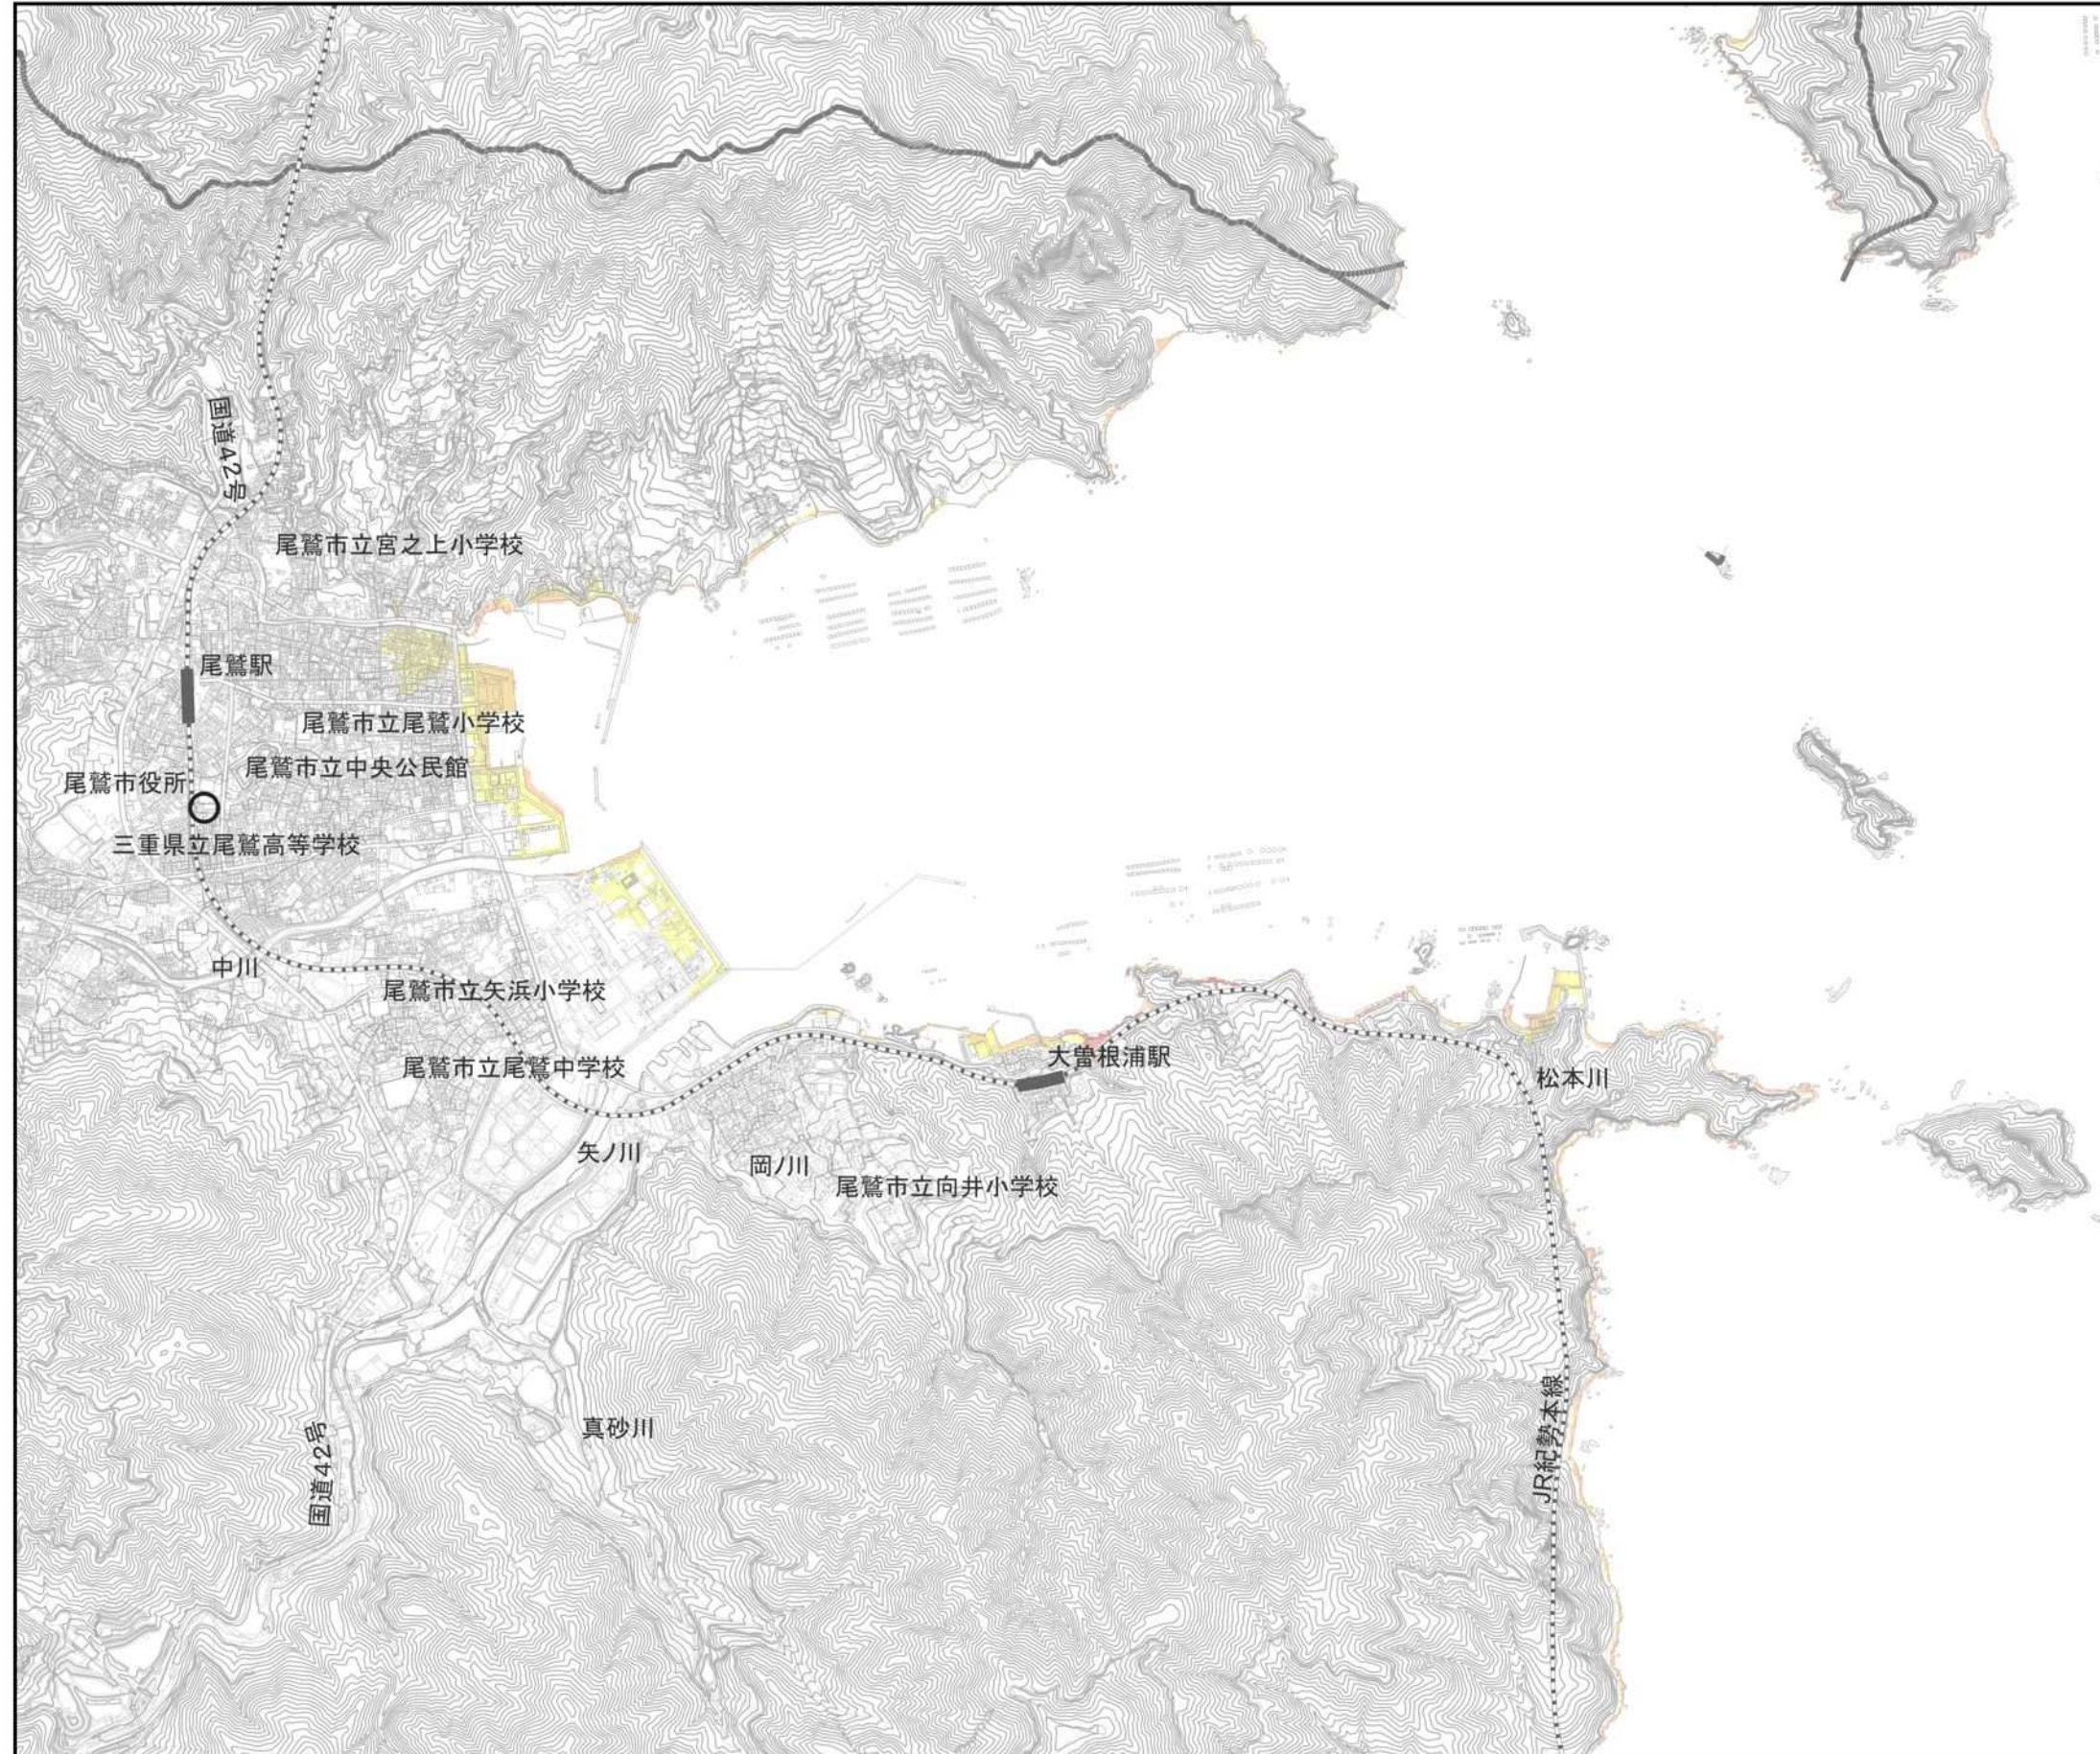 国道42号
尾鷲市立宮之上小学校
尾鷲駅
尾鷲市立尾鷲小学校
尾鷲市立中央公民館
尾鷲市役所
三重県立尾鷲高等学校
中川
尾鷲市立矢浜小学校
尾鷲市立尾鷲中学校
大曽根浦駅
松本川
矢ノ川
岡ノ川
尾鷲市立向井小学校
真砂川
国道42号
JR紀勢本線